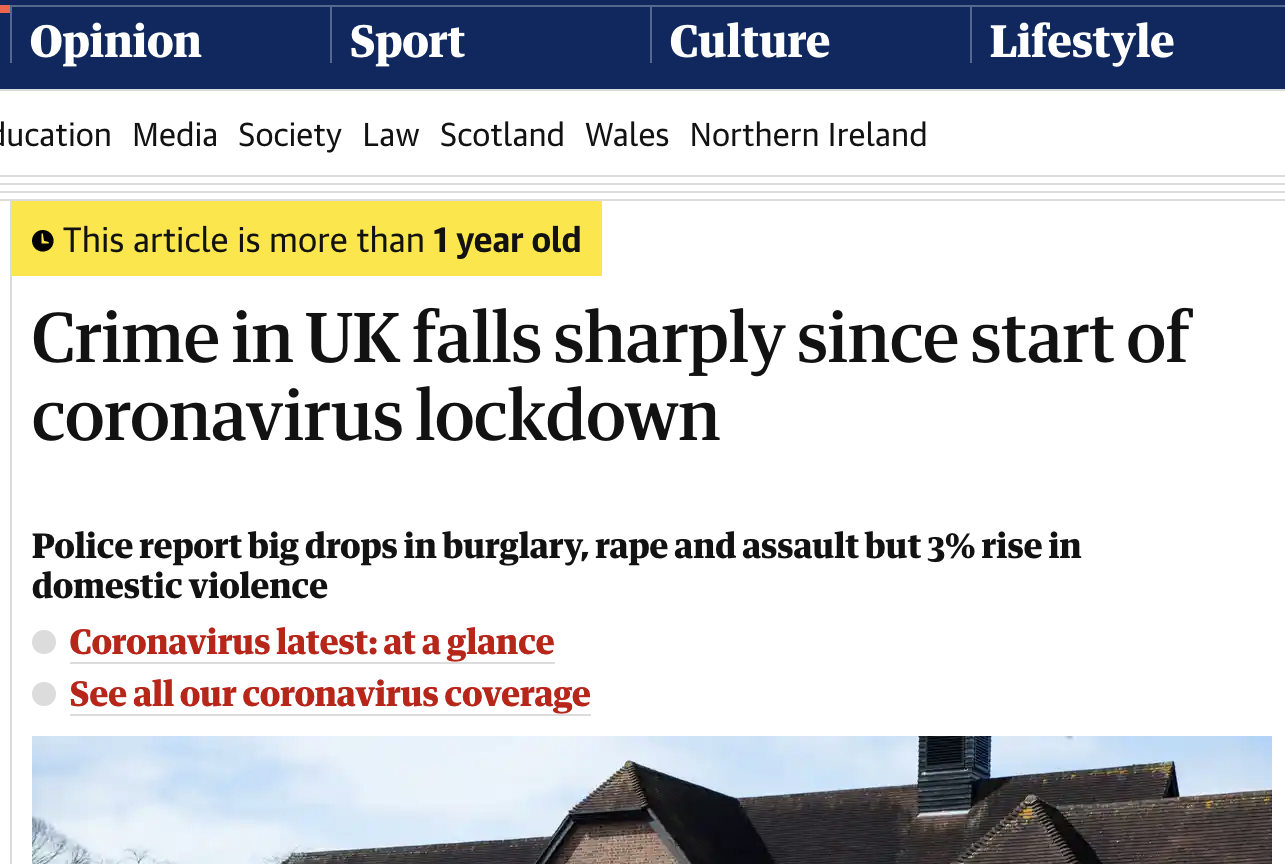 Opinion Sport Culture Lifestyle
Media Society Law Scotland Wales Northern Ireland
This article is more than 1 year old
Crime in UK falls sharply since start of
coronavirus lockdown
Police report big drops in burglary, rape and assault but 3% rise in
domestic violence
Coronavirus latest: at a glance
See all our coronavirus coverage